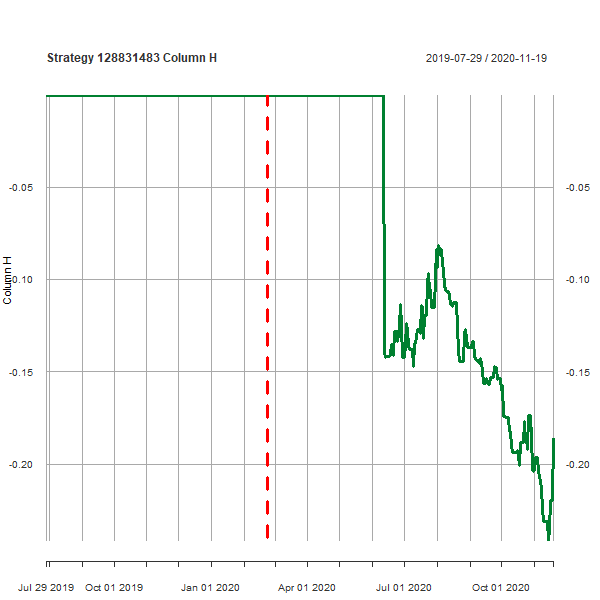 Strategy 128831483 Column H
2019-07-29 / 2020-11-19
-0.05
-0.05
-0.10
-0.10
Column H
-0.15
-0.15
-0.20
-0.20
Jul 29 2019
Oct 01 2019
Jan 01 2020
Apr 01 2020
Jul 01 2020
Oct 01 2020